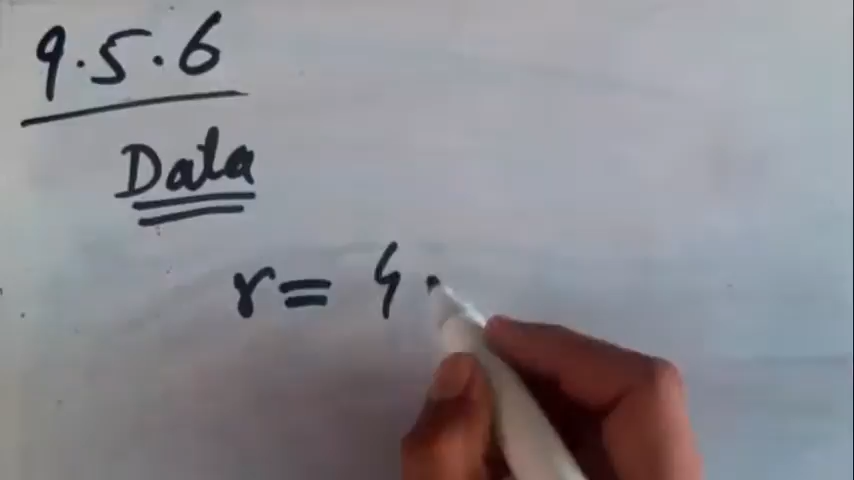 9.5.6
Data
r = 4.